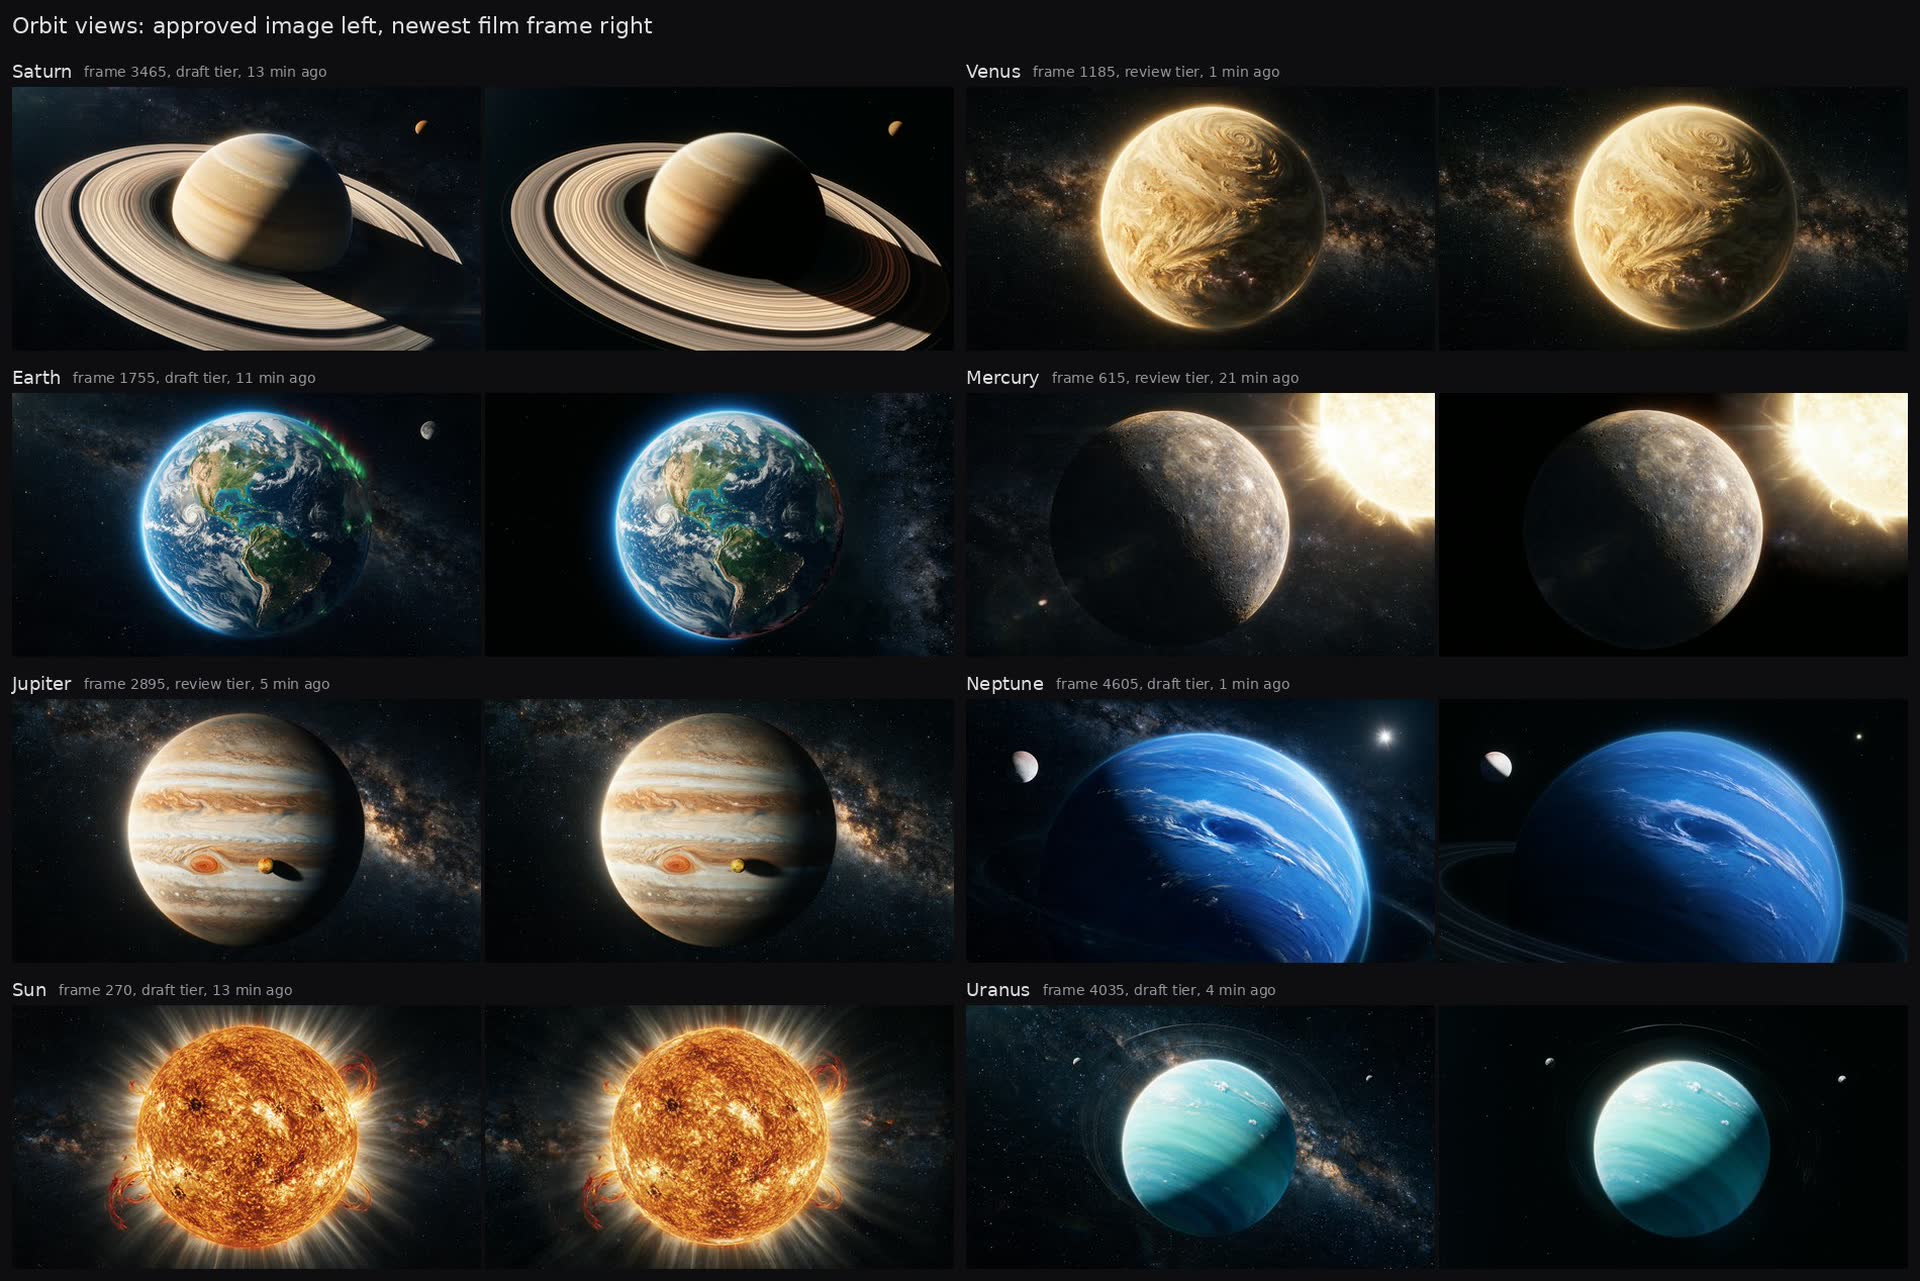 Orbit views: approved image left, newest film frame right
Saturn frame 3465, draft tier, 13 min ago
Venus frame 1185, review tier, 1 min ago
Earth frame 1755, draft tier, 11 min ago
Mercury frame 615, review tier, 21 min ago
Jupiter frame 2895, review tier, 5 min ago
Neptune frame 4605, draft tier, 1 min ago
Sun frame 270, draft tier, 13 min ago
Uranus frame 4035, draft tier, 4 min ago